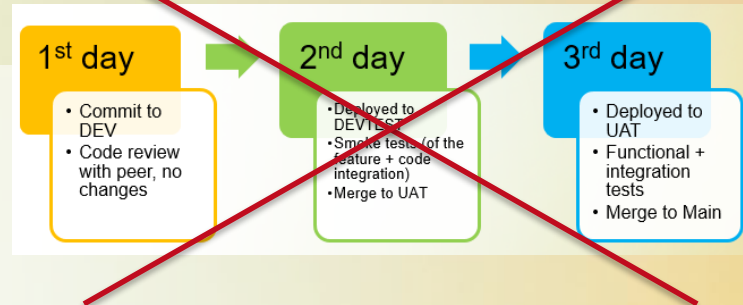 1st day
• Commit to
DEV
• Code review
with peer, no
changes
2nd day
•Deployed to
DEVTEST
•Smoke tests (of the
feature + code
integration)
•Merge to UAT
3rd day
• Deployed to
UAT
• Functional +
integration
tests
• Merge to Main